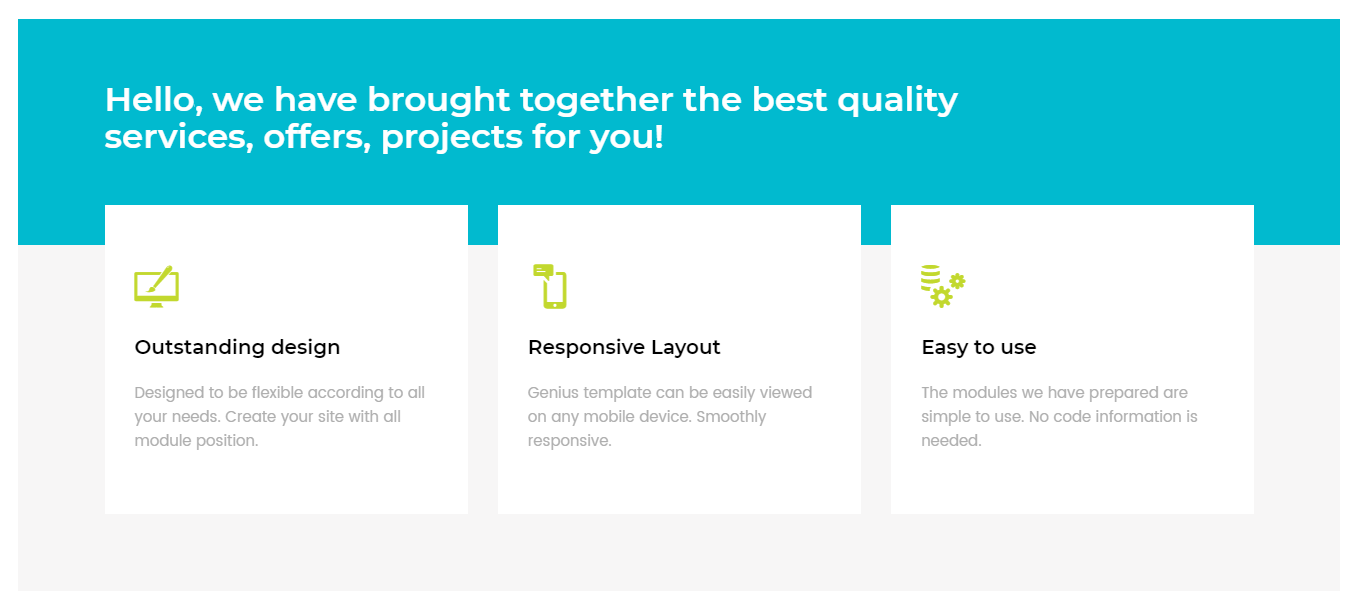 Hello, we have brought together the best quality
services, offers, projects for you!
Outstanding design
Designed to be flexible according to all
your needs. Create your site with all
module position.
Responsive Layout
Genius template can be easily viewed
on any mobile device. Smoothly
responsive.
Easy to use
The modules we have prepared are
simple to use. No code information is
needed.